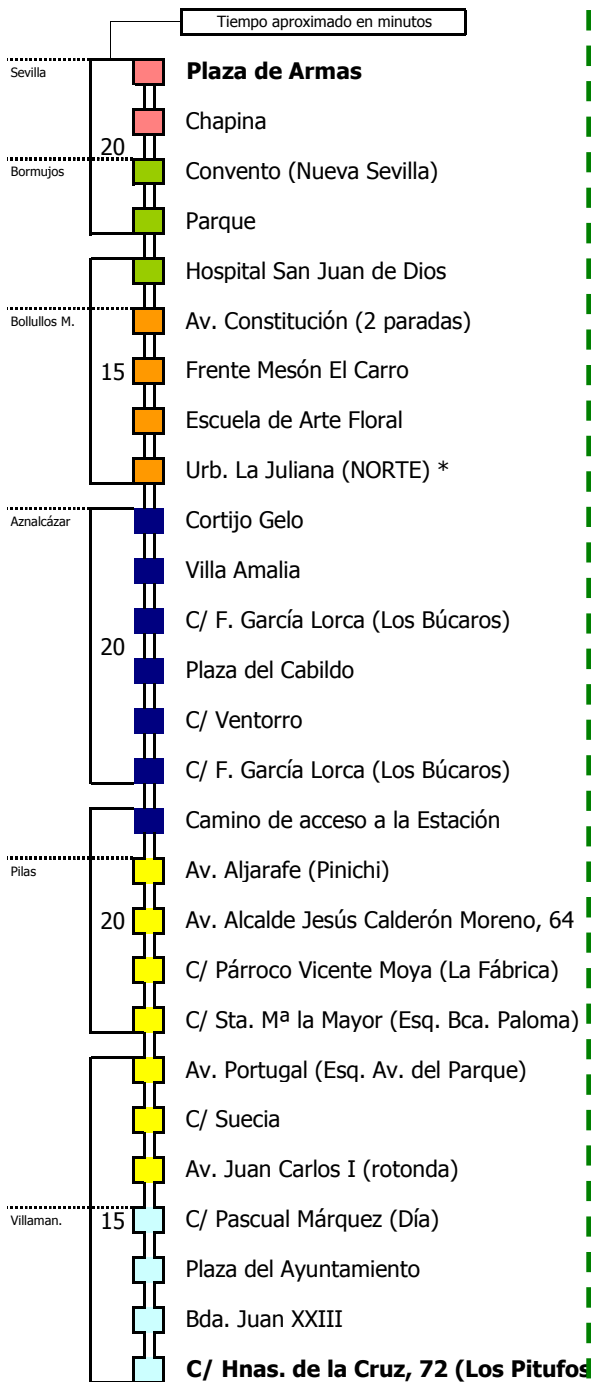 Tiempo aproximado en minutos
Sevilla
Plaza de Armas
Chapina
20
Bormujos
Convento (Nueva Sevilla)
Parque
Hospital San Juan de Dios
Bollullos M.
Av. Constitución (2 paradas)
15
Frente Mesón El Carro
Escuela de Arte Floral
Urb. La Juliana (NORTE) *
Aznalcázar
Cortijo Gelo
Villa Amalia
C/ F. García Lorca (Los Búcaros)
20
Plaza del Cabildo
C/ Ventorro
C/ F. García Lorca (Los Búcaros)
Camino de acceso a la Estación
Pilas
Av. Aljarafe (Pinichi)
20
Av. Alcalde Jesús Calderón Moreno, 64
C/ Párroco Vicente Moya (La Fábrica)
C/ Sta. Mª la Mayor (Esq. Bca. Paloma)
Av. Portugal (Esq. Av. del Parque)
C/ Suecia
Av. Juan Carlos I (rotonda)
Villaman.
15
C/ Pascual Márquez (Día)
Plaza del Ayuntamiento
Bda. Juan XXIII
C/ Hnas. de la Cruz, 72 (Los Pitufos